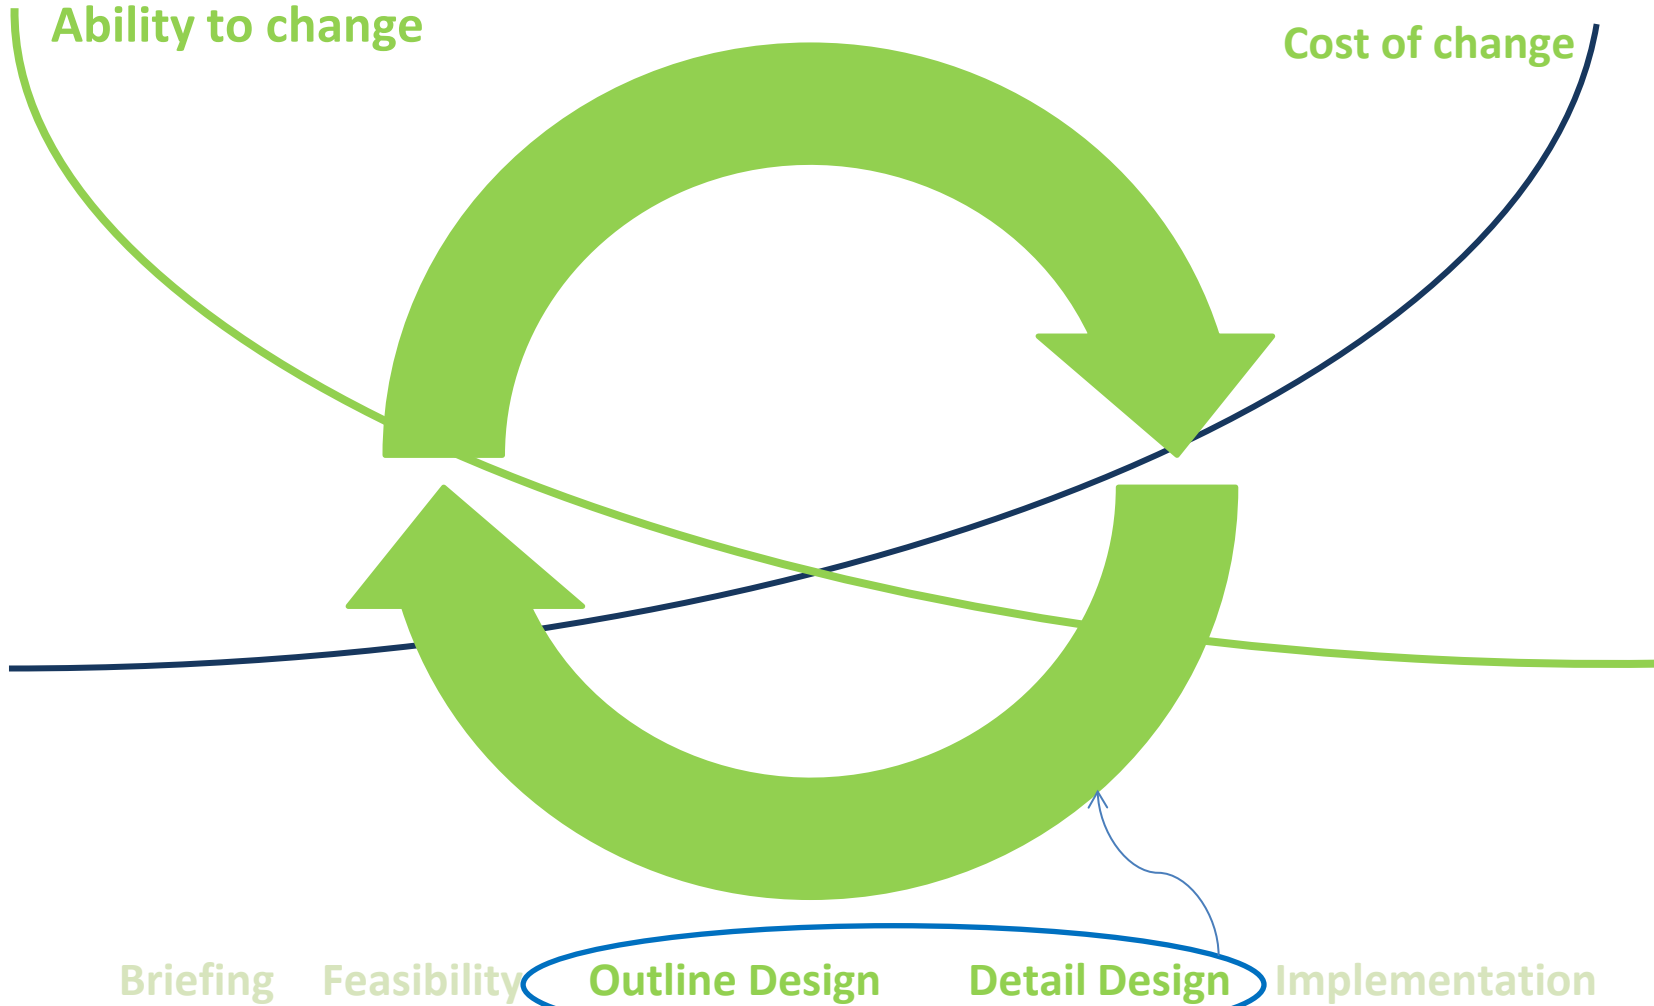 Ability to change
Cost of change
Briefing Feasibility Outline Design Detail Design Implementation